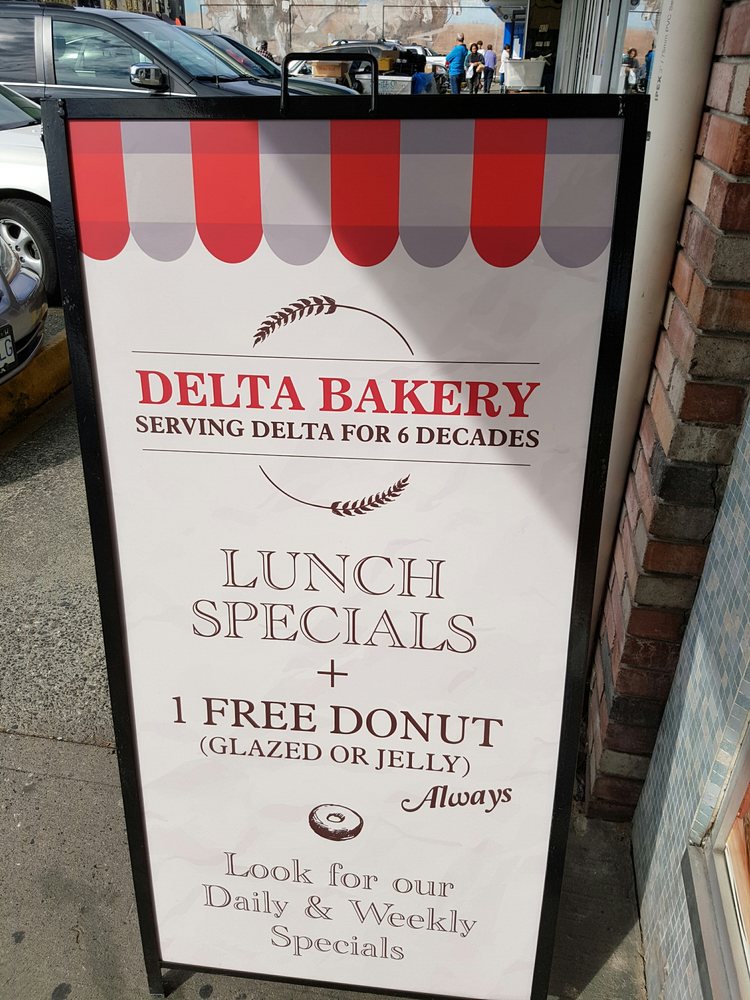 DELTA BAKERY
SERVING DELTA FOR 6 DECADES
LUNCH
SPECIALS
+
1 FREE DONUT
(GLAZED OR JELLY)
Always
Look for our
Daily & Weekly
Specials